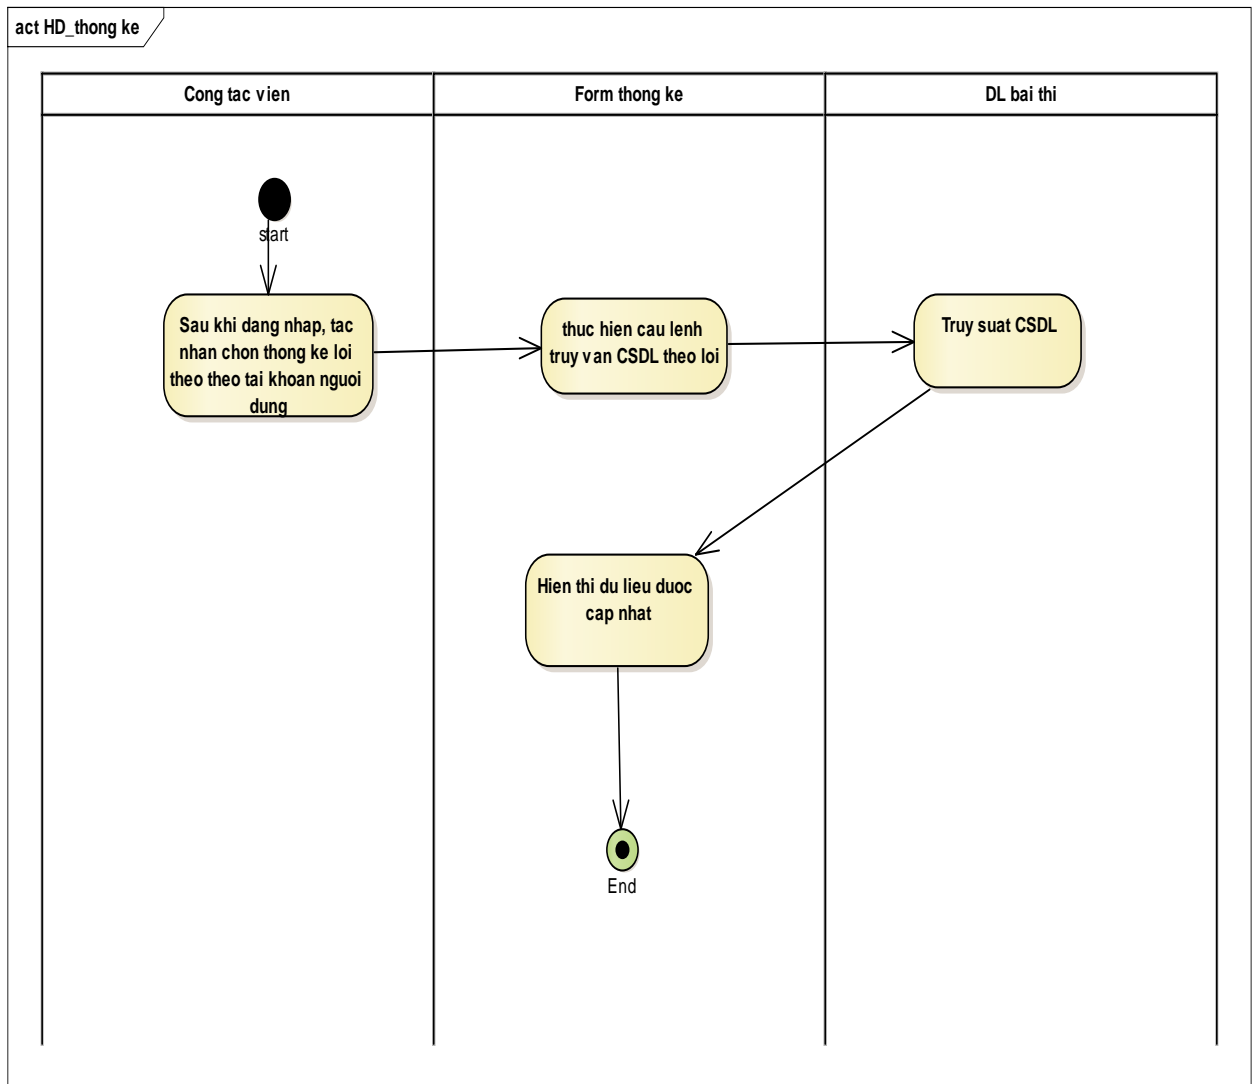 act HD_thong ke
Cong tac vien
Form thong ke
DL bai thi
start
Sau khi dang nhap, tac
nhan chon thong ke loi
theo theo tai khoan nguoi
dung
thuc hien cau lenh
truy van CSDL theo loi
Truy suat CSDL
Hien thi du lieu duoc
cap nhat
End